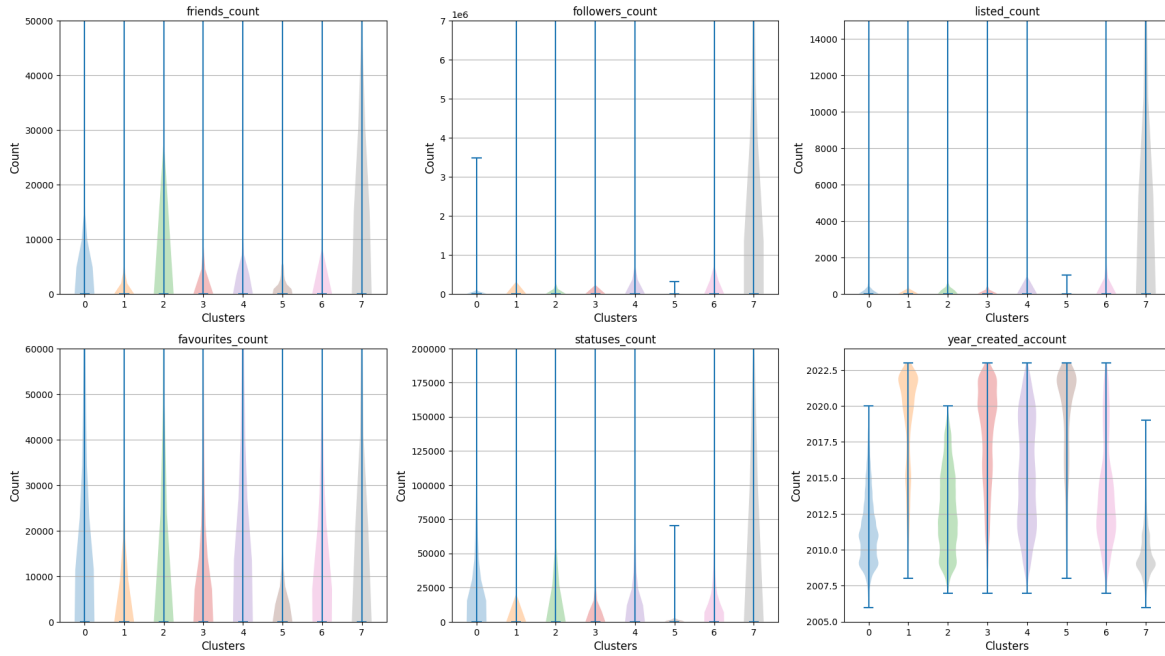 friends_count
50000
40000
30000
20000
10000
0
Count
0 1 2 3 4 5 6 7
Clusters
followers_count
1e6
7
6
5
4
3
2
1
0
Count
0 1 2 3 4 5 6 7
Clusters
listed_count
14000
12000
10000
8000
6000
4000
2000
0
Count
0 1 2 3 4 5 6 7
Clusters
favourites_count
60000
50000
40000
30000
20000
10000
0
Count
0 1 2 3 4 5 6 7
Clusters
statuses_count
200000
175000
150000
125000
100000
75000
50000
25000
0
Count
0 1 2 3 4 5 6 7
Clusters
year_created_account
2022.5
2020.0
2017.5
2015.0
2012.5
2010.0
2007.5
2005.0
Count
0 1 2 3 4 5 6 7
Clusters